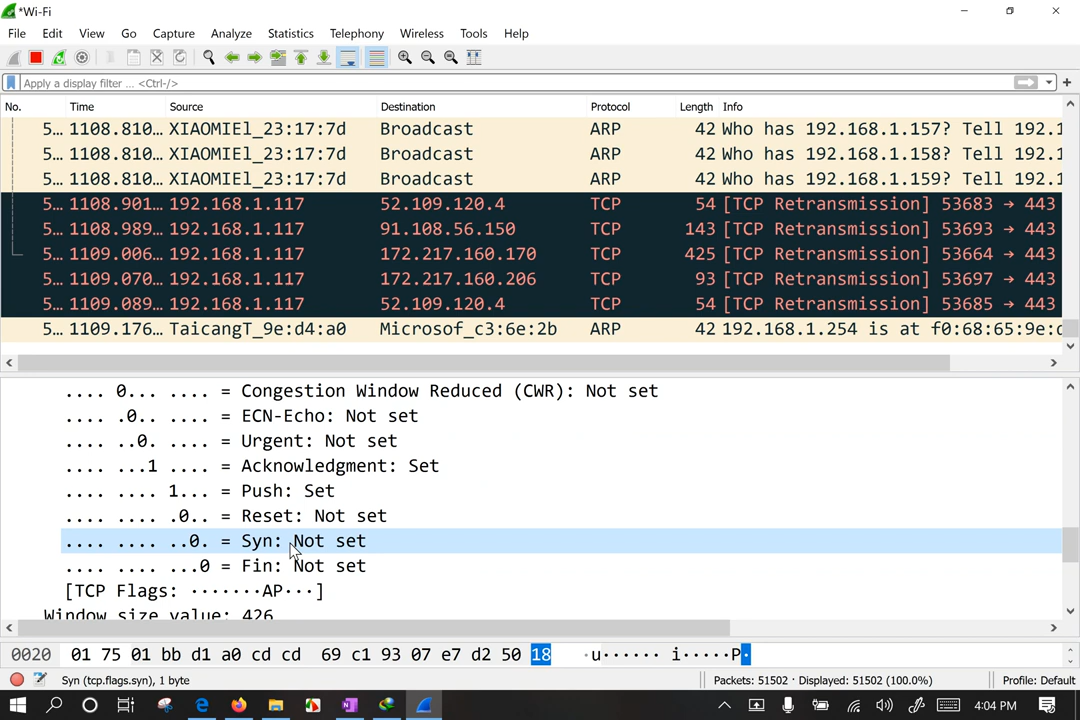 *Wi-Fi
File Edit View Go Capture Analyze Statistics Telephony Wireless Tools Help
Apply a display filter ... <Ctrl-/>
No. Time Source Destination Protocol Length Info
5… 1108.810… XIAOMIEl_23:17:7d Broadcast ARP 42 Who has 192.168.1.157? Tell 192.1
5… 1108.810… XIAOMIEl_23:17:7d Broadcast ARP 42 Who has 192.168.1.158? Tell 192.1
5… 1108.810… XIAOMIEl_23:17:7d Broadcast ARP 42 Who has 192.168.1.159? Tell 192.1
5… 1108.901… 192.168.1.117 52.109.120.4 TCP 54 [TCP Retransmission] 53683 → 443
5… 1108.989… 192.168.1.117 91.108.56.150 TCP 143 [TCP Retransmission] 53693 → 443
5… 1109.006… 192.168.1.117 172.217.160.170 TCP 425 [TCP Retransmission] 53664 → 443
5… 1109.070… 192.168.1.117 172.217.160.206 TCP 93 [TCP Retransmission] 53697 → 443
5… 1109.089… 192.168.1.117 52.109.120.4 TCP 54 [TCP Retransmission] 53685 → 443
5… 1109.176… TaicangT_9e:d4:a0 Microsof_c3:6e:2b ARP 42 192.168.1.254 is at f0:68:65:9e:d
.... 0... .... = Congestion Window Reduced (CWR): Not set
.... .0.. .... = ECN-Echo: Not set
.... ..0. .... = Urgent: Not set
.... ...1 .... = Acknowledgment: Set
.... .... 1... = Push: Set
.... .... .0.. = Reset: Not set
.... .... ..0. = Syn: Not set
.... .... ...0 = Fin: Not set
[TCP Flags: ·······AP···]
Window size value: 426
0020 01 75 01 bb d1 a0 cd cd 69 c1 93 07 e7 d2 50 18 ·u······ i·····P·
Syn (tcp.flags.syn), 1 byte Packets: 51502 · Displayed: 51502 (100.0%) Profile: Default
4:04 PM